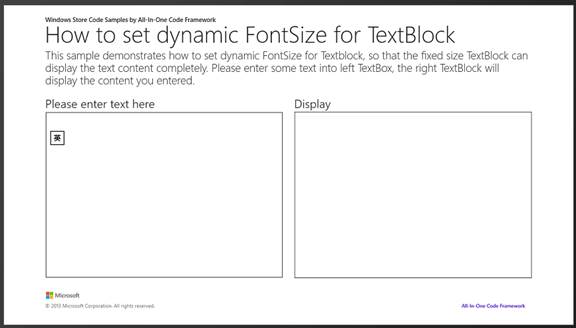 Windows Store Code Samples by All-In-One Code Framework
How to set dynamic FontSize for TextBlock
This sample demonstrates how to set dynamic FontSize for Textblock, so that the fixed size TextBlock can
display the text content completely. Please enter some text into left TextBox, the right TextBlock will
display the content you entered.
Please enter text here
Display
英
Microsoft
© 2013 Microsoft Corporation. All rights reserved.
All-In-One Code Framework